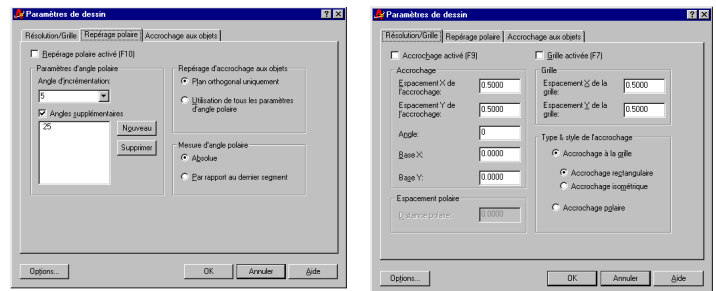 Paramètres de dessin
Résolution/Grille Repérage polaire Accrochage aux objets
Repérage polaire activé (F10)
Paramètres d'angle polaire
Angle d'incrémentation:
5
Angles supplémentaires
25
Nouveau
Supprimer
Repérage d'accrochage aux objets
Plan orthogonal uniquement
Utilisation de tous les paramètres
d'angle polaire
Mesure d'angle polaire
Absolue
Par rapport au dernier segment
Options... OK Annuler Aide
Paramètres de dessin
Résolution/Grille Repérage polaire Accrochage aux objets
Accrochage activé (F9)
Accrochage
Espacement X de
l'accrochage:
0.5000
Espacement Y de
l'accrochage:
0.5000
Angle: 0
Base X: 0.0000
Base Y: 0.0000
Espacement polaire
Distance polaire: 0.0000
Grille activée (F7)
Grille
Espacement X de la
grille:
0.5000
Espacement Y de la
grille:
0.5000
Type & style de l'accrochage
Accrochage à la grille
Accrochage rectangulaire
Accrochage isométrique
Accrochage polaire
Options... OK Annuler Aide